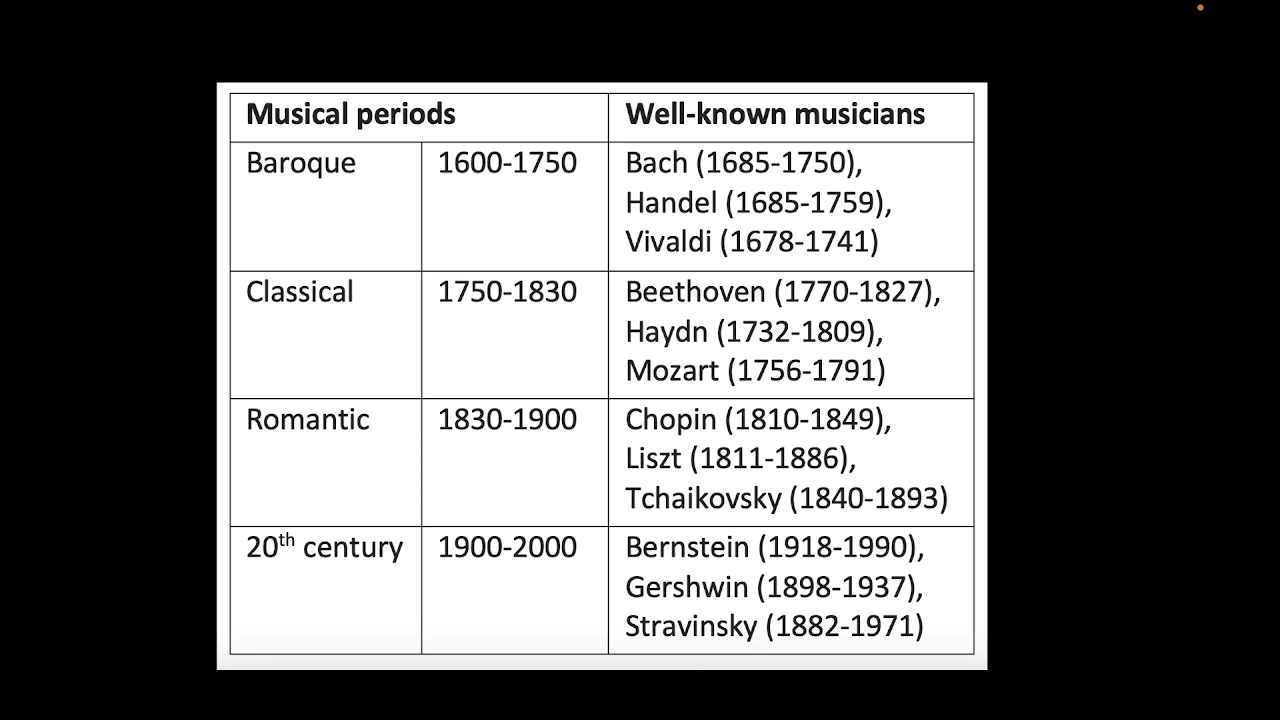 Musical periods Well-known musicians
Baroque 1600-1750 Bach (1685-1750),
Handel (1685-1759),
Vivaldi (1678-1741)
Classical 1750-1830 Beethoven (1770-1827),
Haydn (1732-1809),
Mozart (1756-1791)
Romantic 1830-1900 Chopin (1810-1849),
Liszt (1811-1886),
Tchaikovsky (1840-1893)
20th century 1900-2000 Bernstein (1918-1990),
Gershwin (1898-1937),
Stravinsky (1882-1971)